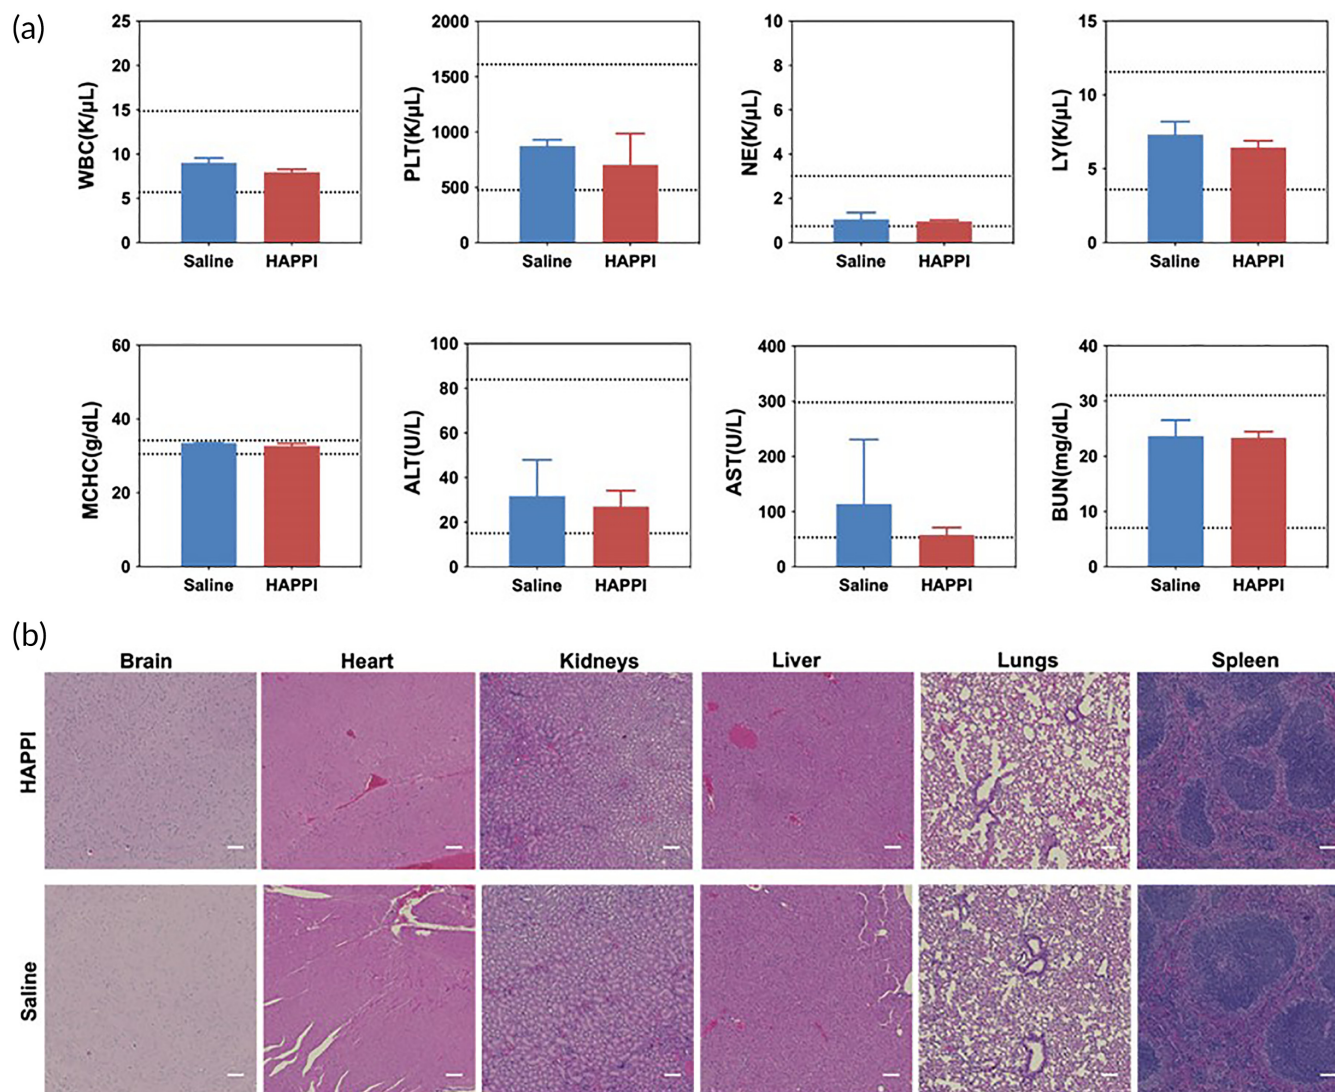 (a)
WBC(K/µL)
25
20
15
10
5
0
Saline HAPPI
PLT(K/µL)
2000
1500
1000
500
0
Saline HAPPI
NE(K/µL)
10
8
6
4
2
0
Saline HAPPI
LY(K/µL)
15
10
5
0
Saline HAPPI
MCHC(g/dL)
60
40
20
0
Saline HAPPI
ALT(U/L)
100
80
60
40
20
0
Saline HAPPI
AST(U/L)
400
300
200
100
0
Saline HAPPI
BUN(mg/dL)
40
30
20
10
0
Saline HAPPI
(b)
Brain Heart Kidneys Liver Lungs Spleen
HAPPI
Saline